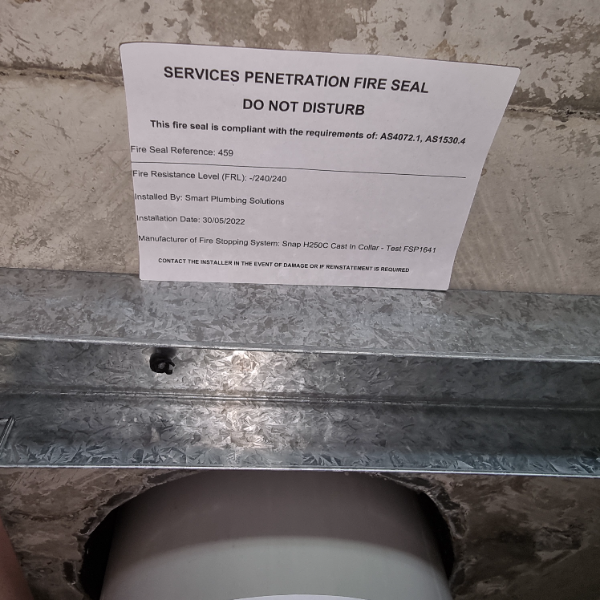 SERVICES PENETRATION FIRE SEAL
DO NOT DISTURB
This fire seal is compliant with the requirements of: AS4072.1, AS1530.4
Fire Seal Reference: 459
Fire Resistance Level (FRL): -/240/240
Installed By: Smart Plumbing Solutions
Installation Date: 30/05/2022
Manufacturer of Fire Stopping System: Snap H250C Cast In Collar - Test FSP1641
CONTACT THE INSTALLER IN THE EVENT OF DAMAGE OR IF REINSTATEMENT IS REQUIRED